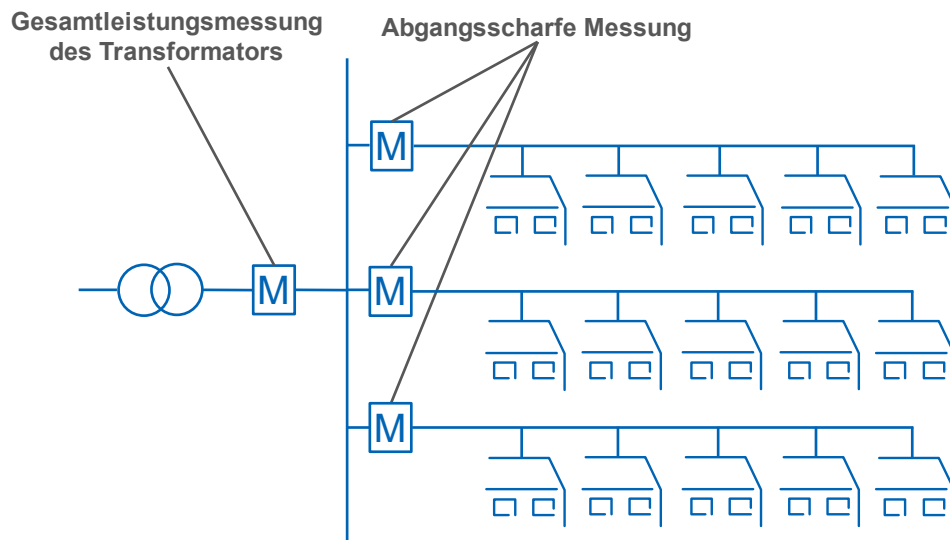 Gesamtleistungsmessung
des Transformators
Abgangsscharfe Messung
M
M
M
M